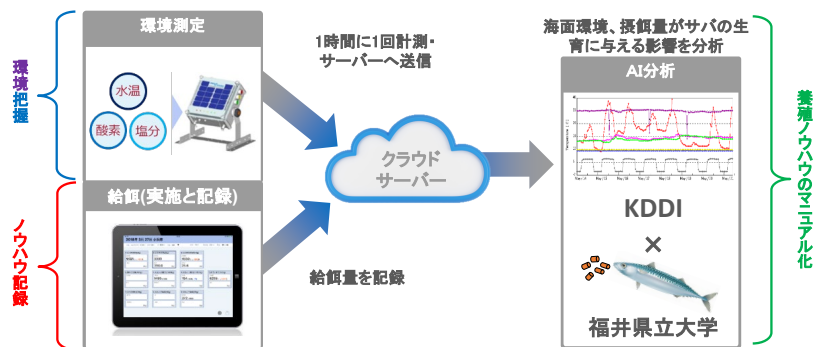 環境測定
水温
酸素
塩分
環境把握
1時間に1回計測・
サーバーへ送信
クラウド
サーバー
給餌(実施と記録)
ノウハウ記録
給餌量を記録
海面環境、摂餌量がサバの生
育に与える影響を分析
AI分析
KDDI
×
福井県立大学
養殖ノウハウのマニュアル化